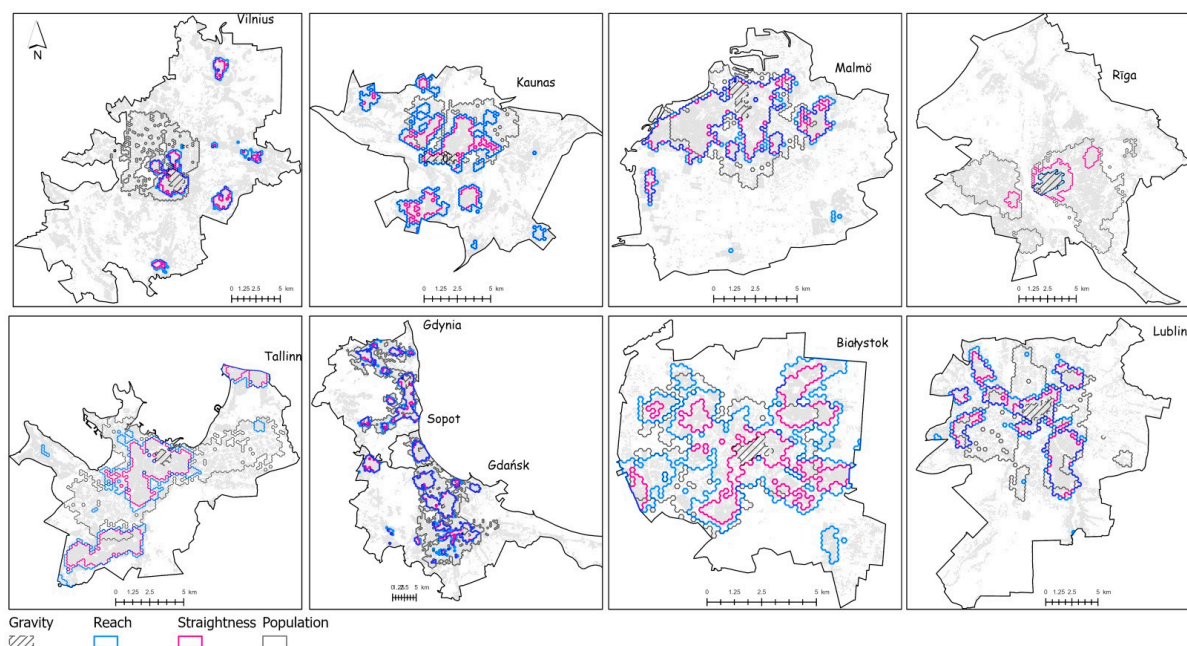 Vilnius
N
0 1.25 2.5 5 km
Kaunas
0 1.25 2.5 5 km
Malmö
0 1.25 2.5 5 km
Rīga
0 1.25 2.5 5 km
Tallinn
0 1.25 2.5 5 km
Gdynia
Sopot
Gdańsk
5 km
Białystok
0 1.25 2.5 5 km
Lublin
0 1.25 2.5 5 km
Gravity Reach Straightness Population